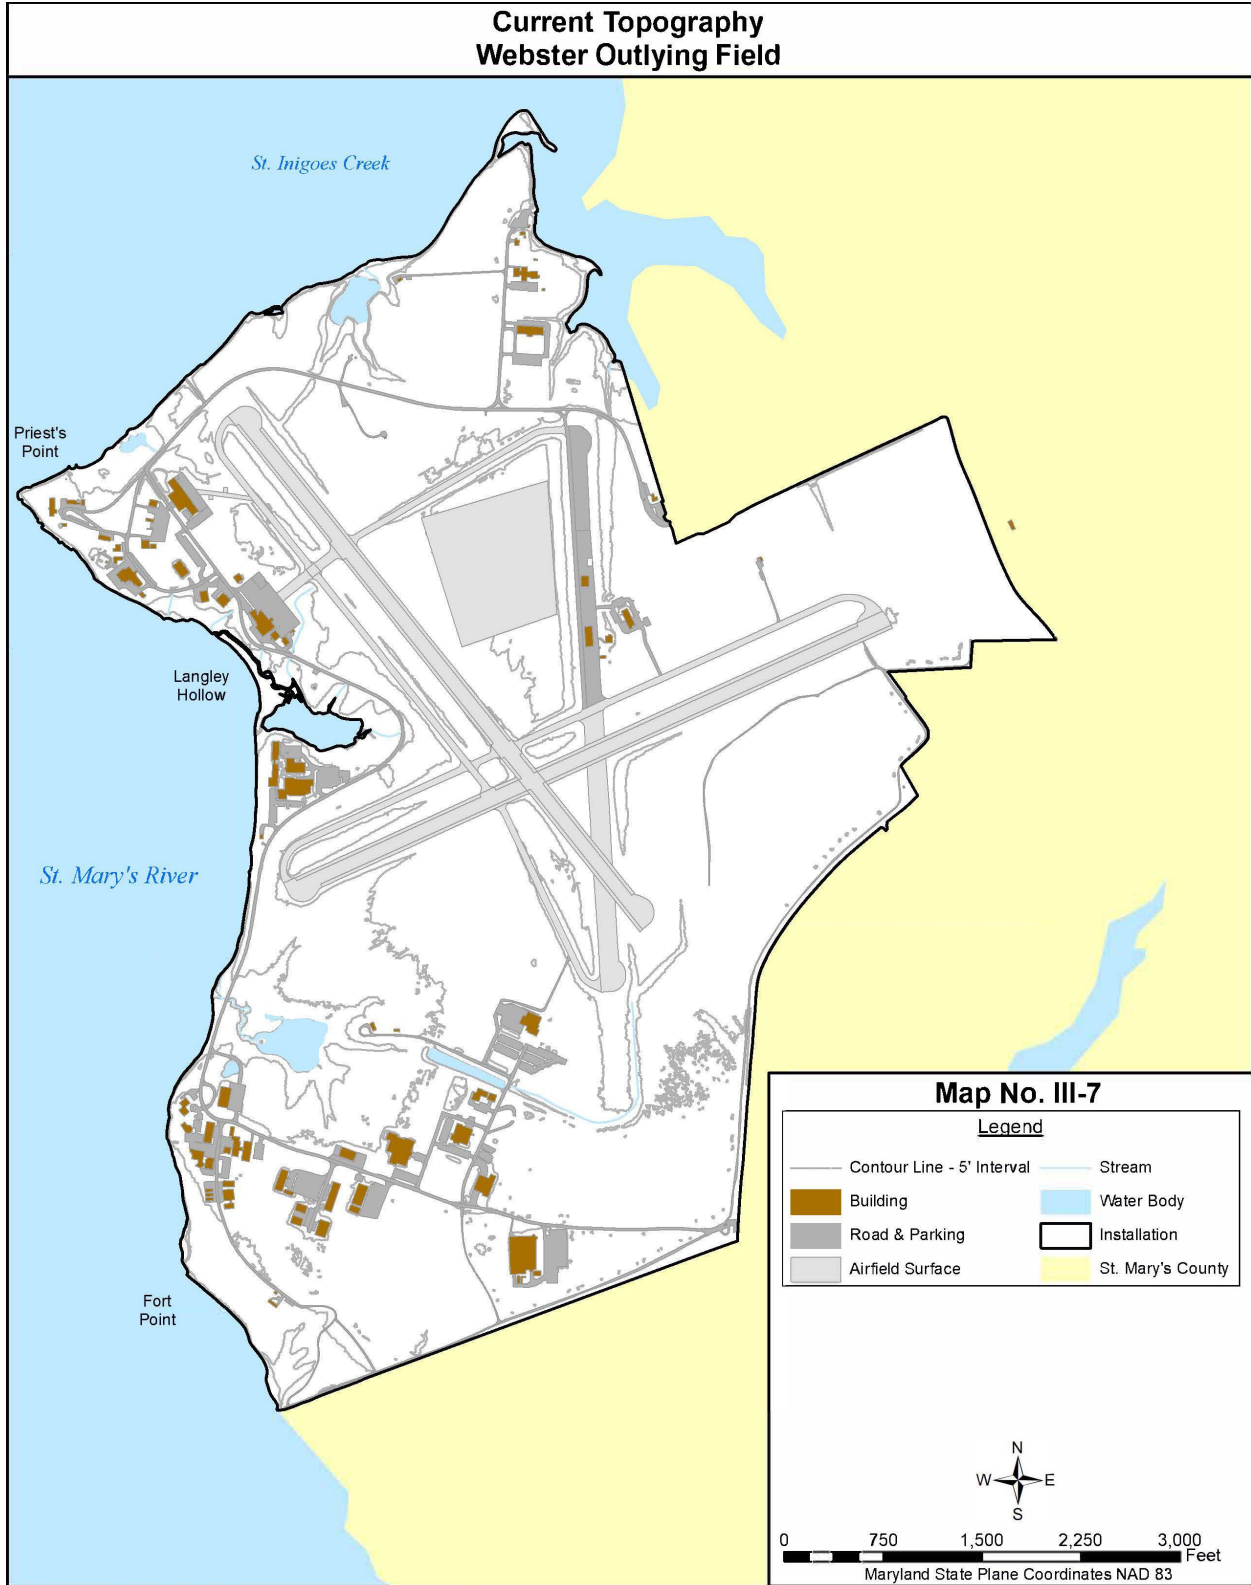 Current Topography
Webster Outlying Field
St. Inigoes Creek
Priest's
Point
Langley
Hollow
St. Mary's River
Fort
Point
Map No. III-7
Legend
Contour Line - 5' Interval
Stream
Building
Water Body
Road & Parking
Installation
Airfield Surface
St. Mary's County
N
W E
S
0 750 1,500 2,250 3,000
Feet
Maryland State Plane Coordinates NAD 83